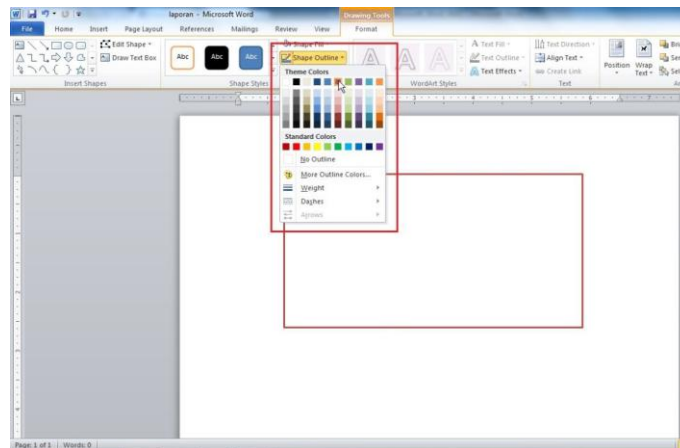 laporan - Microsoft Word
Drawing Tools
File Home Insert Page Layout References Mailings Review View Format
Edit Shape
Draw Text Box
Insert Shapes
Abc Abc Abc
Shape Styles
Shape Fill
Shape Outline
Theme Colors
Standard Colors
No Outline
More Outline Colors...
Weight
Dashes
Arrows
A A A
WordArt Styles
Text Fill
Text Outline
Text Effects
Text Direction
Align Text
Create Link
Text
Position
Wrap Text
Page: 1 of 1 Words: 0